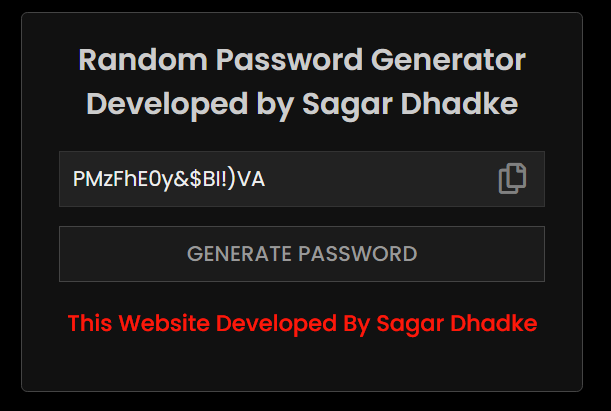 Random Password Generator
Developed by Sagar Dhadke
PMzFhE0y&$BI!)VA
GENERATE PASSWORD
This Website Developed By Sagar Dhadke